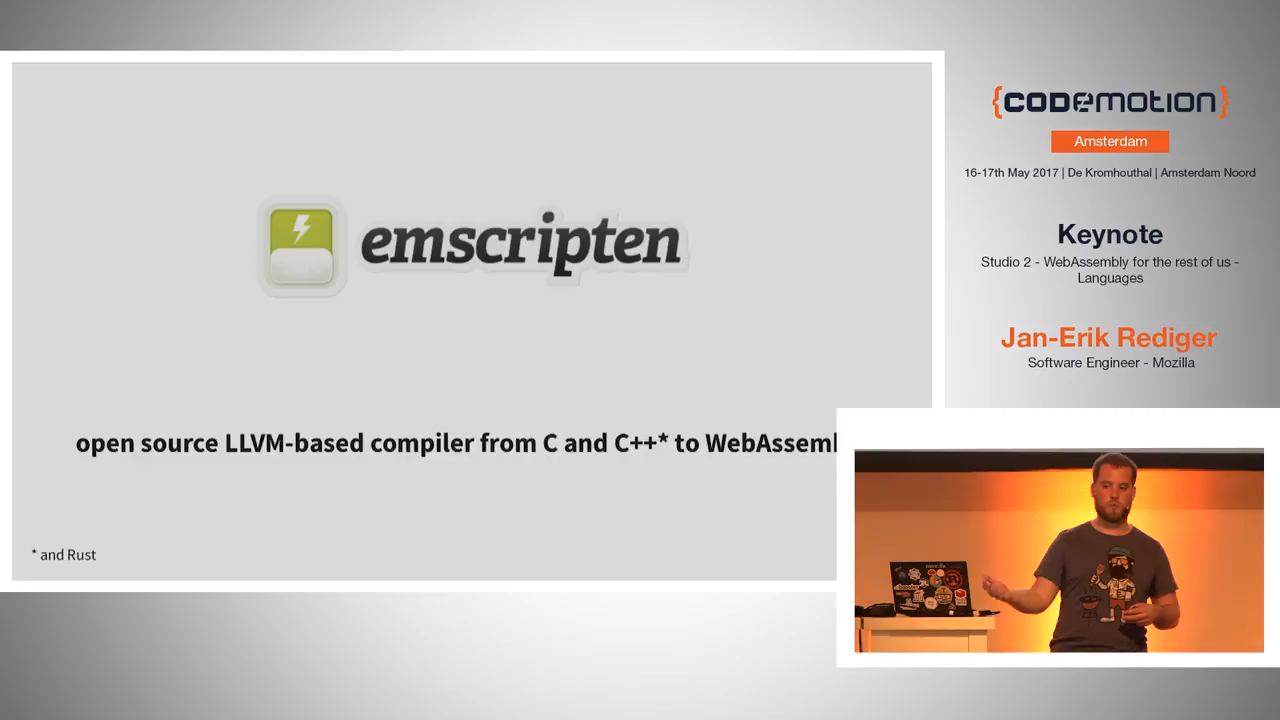 emscripten
open source LLVM-based compiler from C and C++* to WebAssemb
* and Rust
{CODEMOTION}
Amsterdam
16-17th May 2017 | De Kromhouthal | Amsterdam Noord
Keynote
Studio 2 - WebAssembly for the rest of us -
Languages
Jan-Erik Rediger
Software Engineer - Mozilla